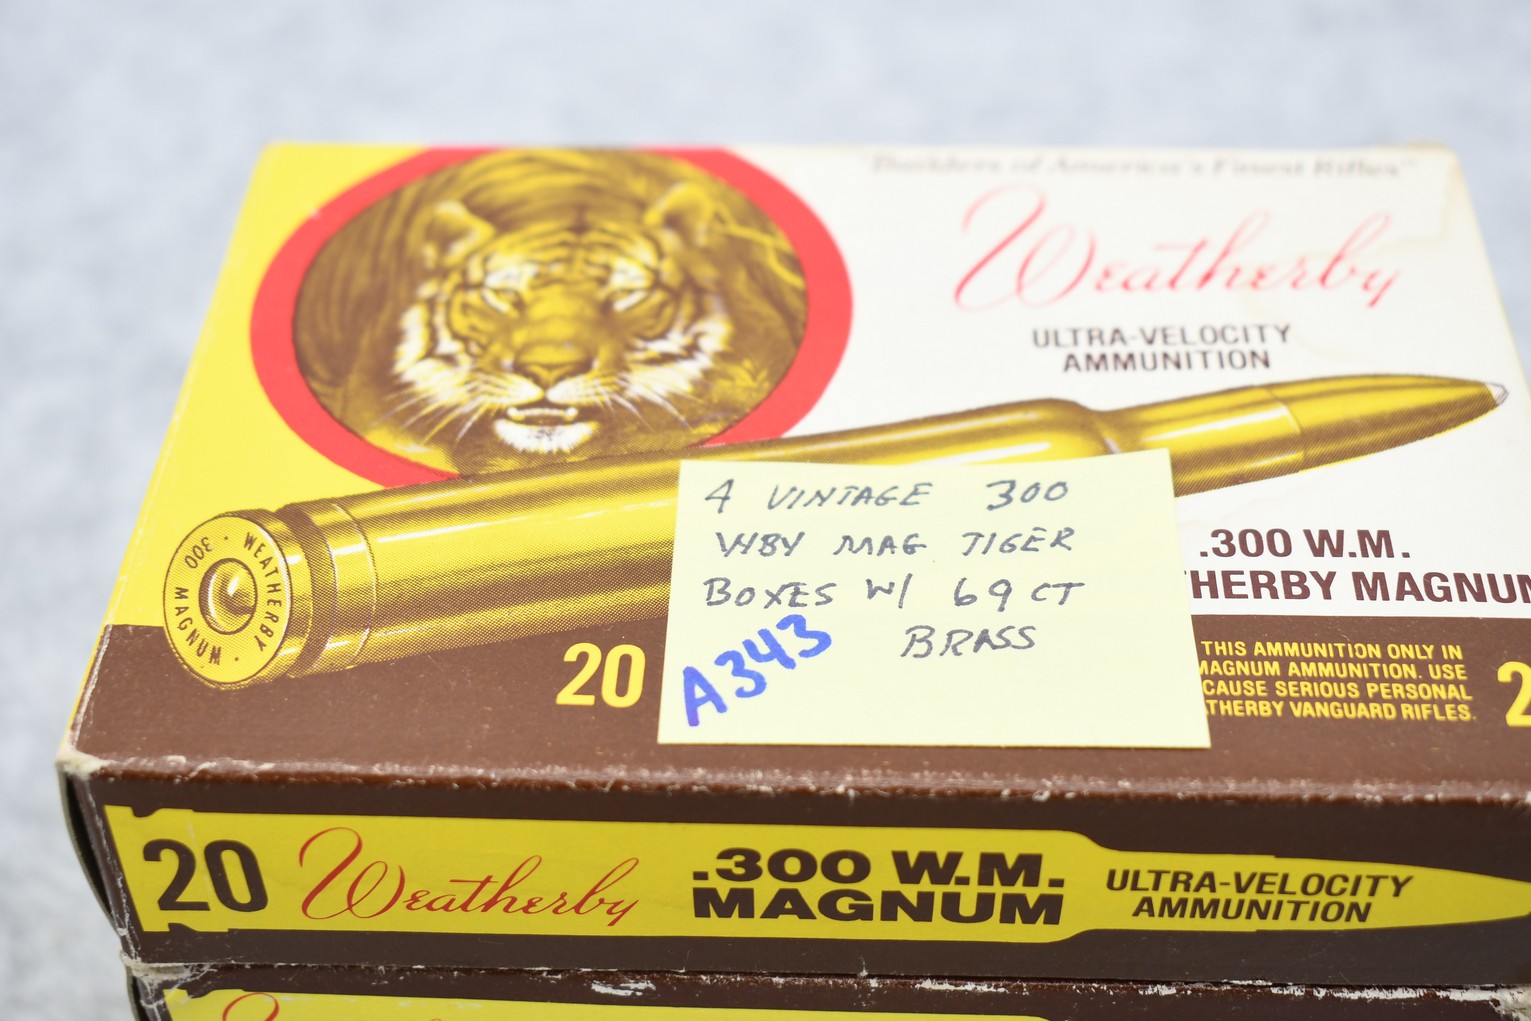 "Builders of America's Finest Rifles"
Weatherby
ULTRA-VELOCITY
AMMUNITION
300 WEATHERBY MAGNUM
4 VINTAGE 300
WBY MAG TIGER
BOXES W/ 69 CT
BRASS
A343
.300 W.M.
THERBY MAGNUM
20
THIS AMMUNITION ONLY IN
MAGNUM AMMUNITION. USE
CAUSE SERIOUS PERSONAL
THERBY VANGUARD RIFLES.
2
20 Weatherby .300 W.M. MAGNUM
ULTRA-VELOCITY
AMMUNITION